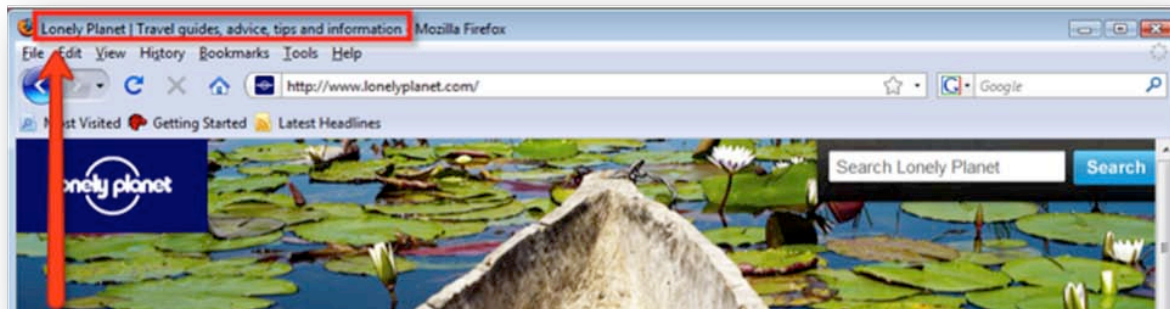 Lonely Planet | Travel guides, advice, tips and information - Mozilla Firefox
File Edit View History Bookmarks Tools Help
http://www.lonelyplanet.com/ Google
Most Visited Getting Started Latest Headlines
lonely planet
Search Lonely Planet Search